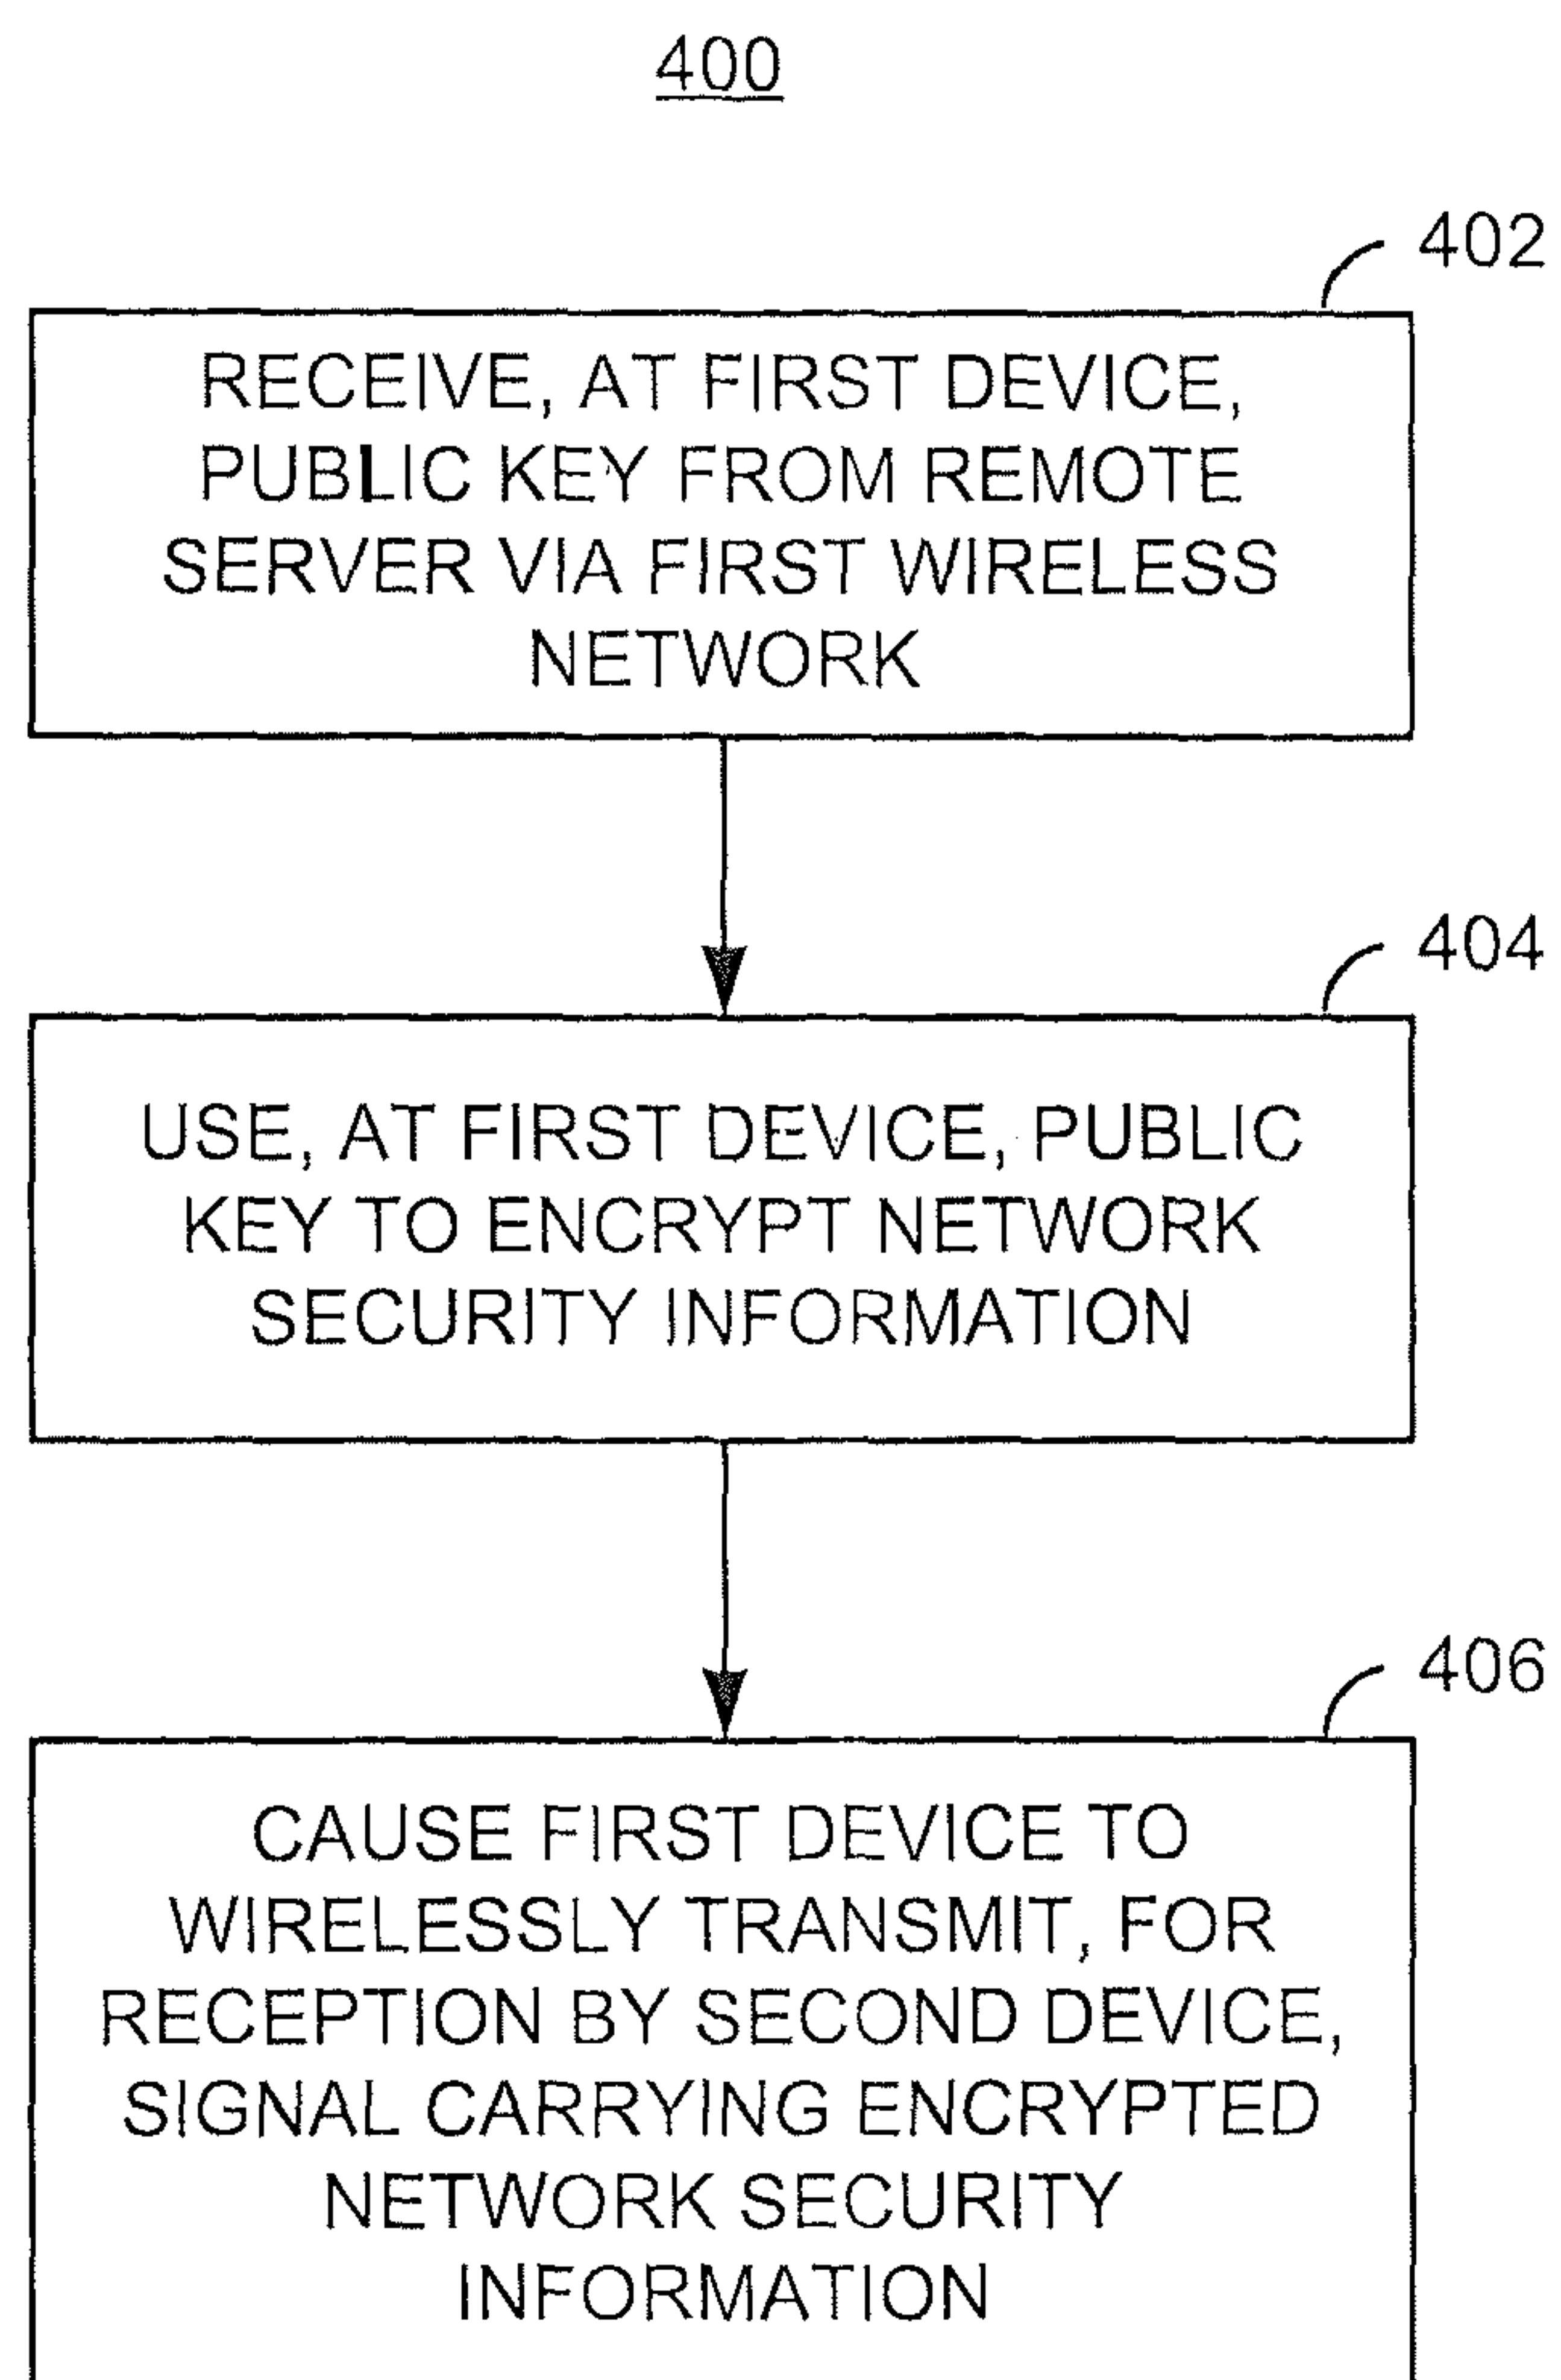 400
402
RECEIVE, AT FIRST DEVICE,
PUBLIC KEY FROM REMOTE
SERVER VIA FIRST WIRELESS
NETWORK
404
USE, AT FIRST DEVICE, PUBLIC
KEY TO ENCRYPT NETWORK
SECURITY INFORMATION
406
CAUSE FIRST DEVICE TO
WIRELESSLY TRANSMIT, FOR
RECEPTION BY SECOND DEVICE,
SIGNAL CARRYING ENCRYPTED
NETWORK SECURITY
INFORMATION